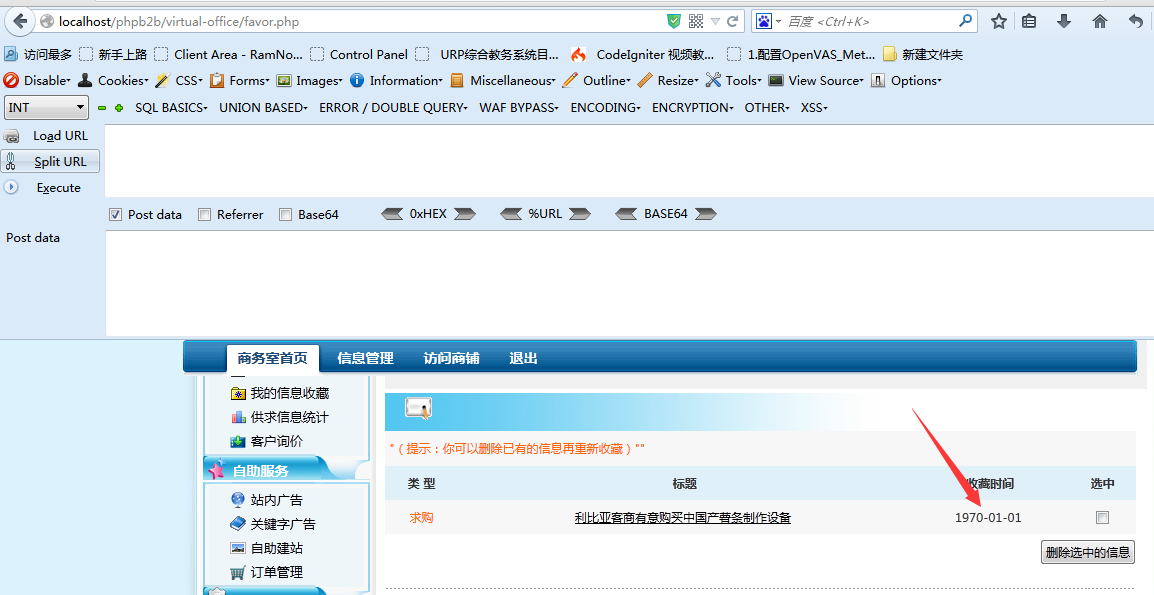 localhost/phpb2b/virtual-office/favor.php 百度 <Ctrl+K>
访问最多 新手上路 Client Area - RamNo... Control Panel URP综合教务系统目... CodeIgniter 视频教... 1.配置OpenVAS_Met... 新建文件夹
Disable Cookies CSS Forms Images Information Miscellaneous Outline Resize Tools View Source Options
INT SQL BASICS UNION BASED ERROR / DOUBLE QUERY WAF BYPASS ENCODING ENCRYPTION OTHER XSS
Load URL
Split URL
Execute
Post data Referrer Base64 0xHEX %URL BASE64
Post data
商务室首页 信息管理 访问商铺 退出
我的信息收藏
供求信息统计
客户询价
自助服务
站内广告
关键字广告
自助建站
订单管理
"（提示：你可以删除已有的信息再重新收藏）""
类 型 标题 收藏时间 选中
求购 利比亚客商有意购买中国产薯条制作设备 1970-01-01
删除选中的信息